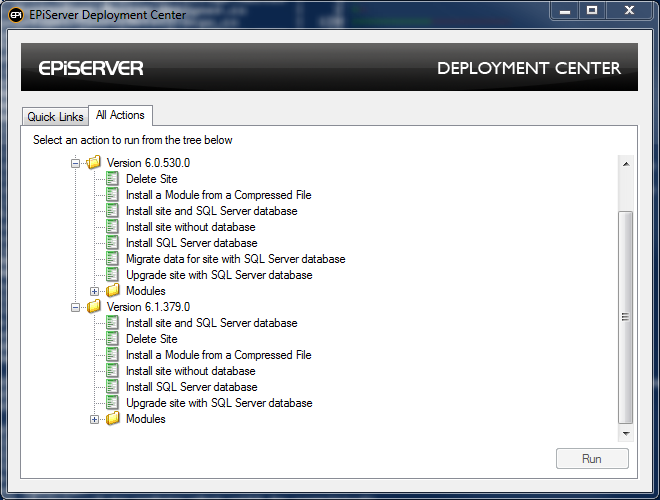 EPi EPiServer Deployment Center
EPiSERVER DEPLOYMENT CENTER
Quick Links All Actions
Select an action to run from the tree below
Version 6.0.530.0
Delete Site
Install a Module from a Compressed File
Install site and SQL Server database
Install site without database
Install SQL Server database
Migrate data for site with SQL Server database
Upgrade site with SQL Server database
Modules
Version 6.1.379.0
Install site and SQL Server database
Delete Site
Install a Module from a Compressed File
Install site without database
Install SQL Server database
Upgrade site with SQL Server database
Modules
Run